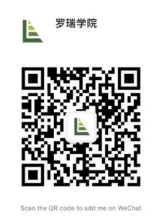 罗瑞学院
Scan the QR code to add me on WeChat